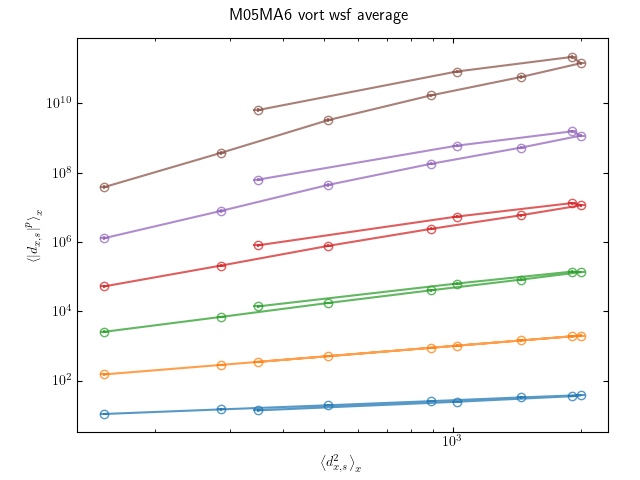 M05MA6 vort wsf average
⟨|d_{x,s}|^p⟩_x
10^{10}
10^8
10^6
10^4
10^2
10^3
⟨d_{x,s}^2⟩_x